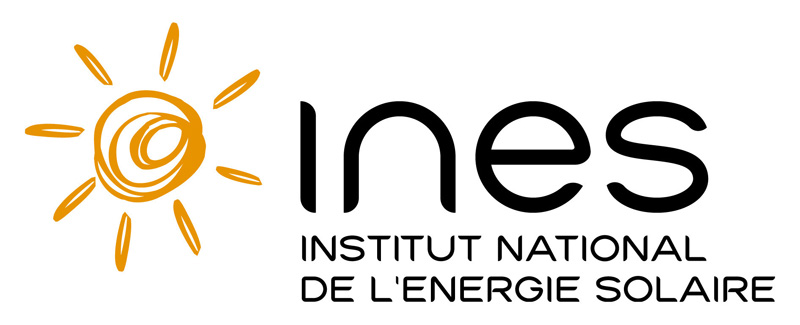 ines
INSTITUT NATIONAL
DE L'ENERGIE SOLAIRE